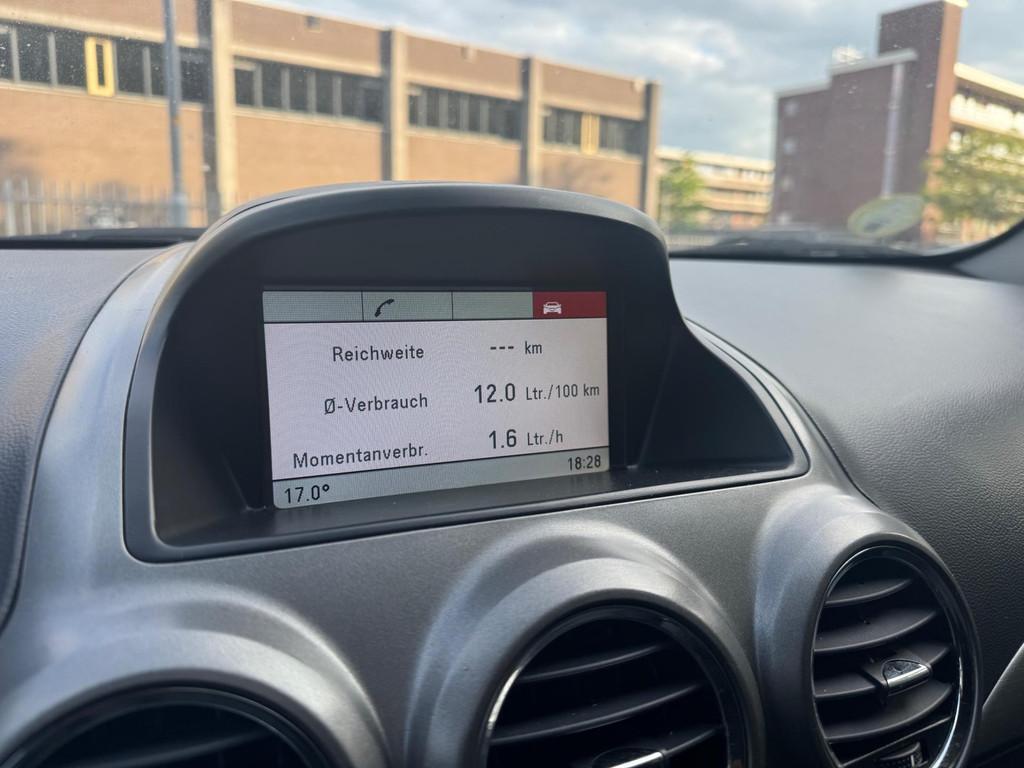 Reichweite --- km
Ø-Verbrauch 12.0 Ltr./100 km
Momentanverbr. 1.6 Ltr./h
17.0° 18:28